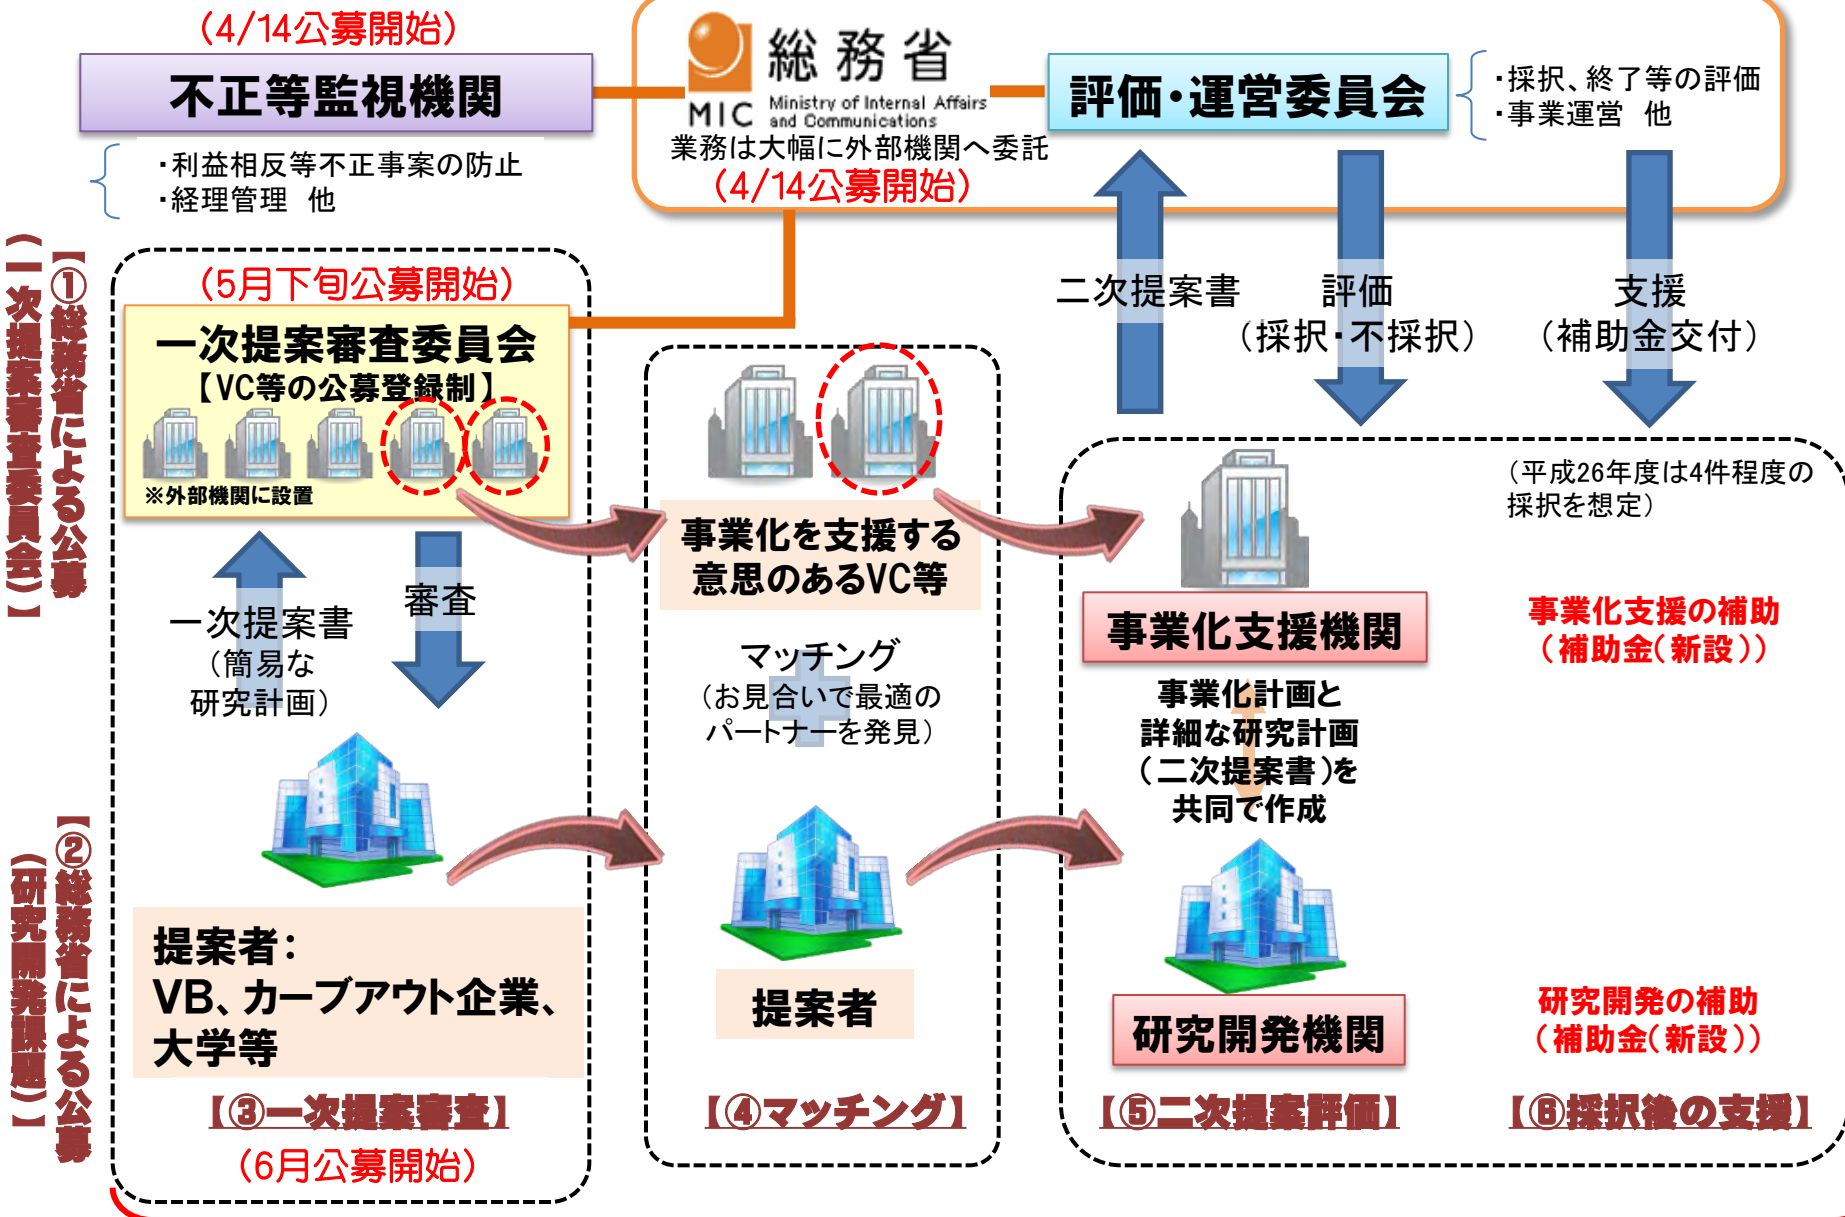 (4/14公募開始)
不正等監視機関
・利益相反等不正事案の防止
・経理管理 他
総務省
MIC Ministry of Internal Affairs
and Communications
業務は大幅に外部機関へ委託
(4/14公募開始)
評価・運営委員会
・採択、終了等の評価
・事業運営 他
【①総務省による公募
(一次提案審査委員会)】
【②総務省による公募
(研究開発課題)】
(5月下旬公募開始)
一次提案審査委員会
【VC等の公募登録制】
※外部機関に設置
一次提案書
(簡易な
研究計画)
審査
提案者:
VB、カーブアウト企業、
大学等
【③一次提案審査】
(6月公募開始)
事業化を支援する
意思のあるVC等
マッチング
(お見合いで最適の
パートナーを発見)
提案者
【④マッチング】
二次提案書
評価
(採択・不採択)
支援
(補助金交付)
(平成26年度は4件程度の
採択を想定)
事業化支援機関
事業化計画と
詳細な研究計画
(二次提案書)を
共同で作成
研究開発機関
【⑤二次提案評価】
事業化支援の補助
(補助金(新設))
研究開発の補助
(補助金(新設))
【⑥採択後の支援】